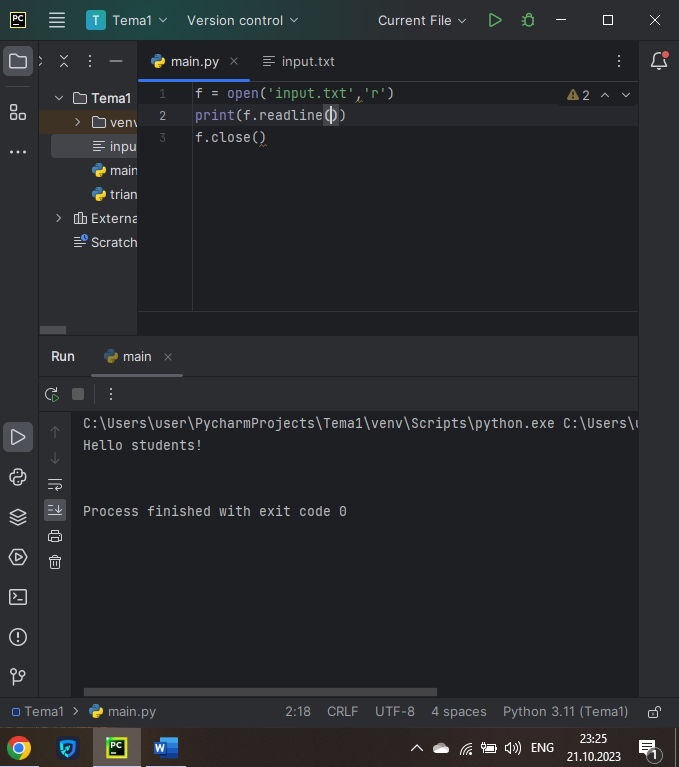 PC T Tema1 Version control Current File
main.py input.txt
Tema1
venv
inpu
main
trian
Externa
Scratch
1 f = open('input.txt','r')
2 print(f.readline())
3 f.close()
2
Run main
C:\Users\user\PycharmProjects\Tema1\venv\Scripts\python.exe C:\Users\u
Hello students!
Process finished with exit code 0
Tema1 main.py 2:18 CRLF UTF-8 4 spaces Python 3.11 (Tema1)
PC W ENG 23:25 1
21.10.2023